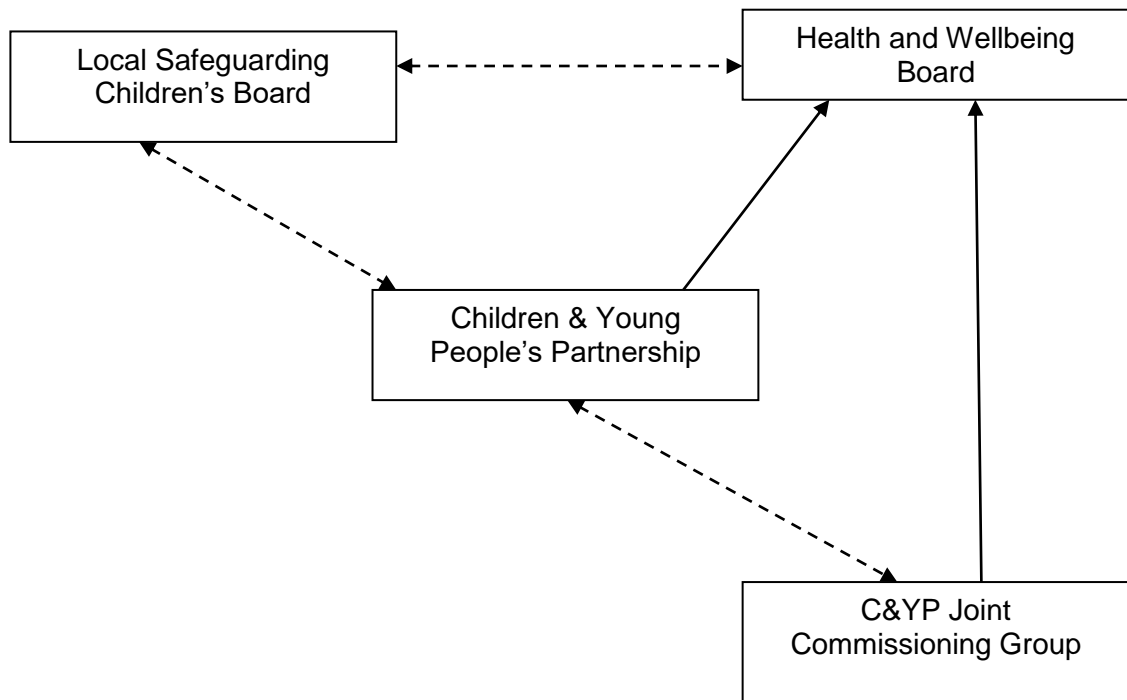 Local Safeguarding
Children’s Board
Health and Wellbeing
Board
Children & Young
People’s Partnership
C&YP Joint
Commissioning Group